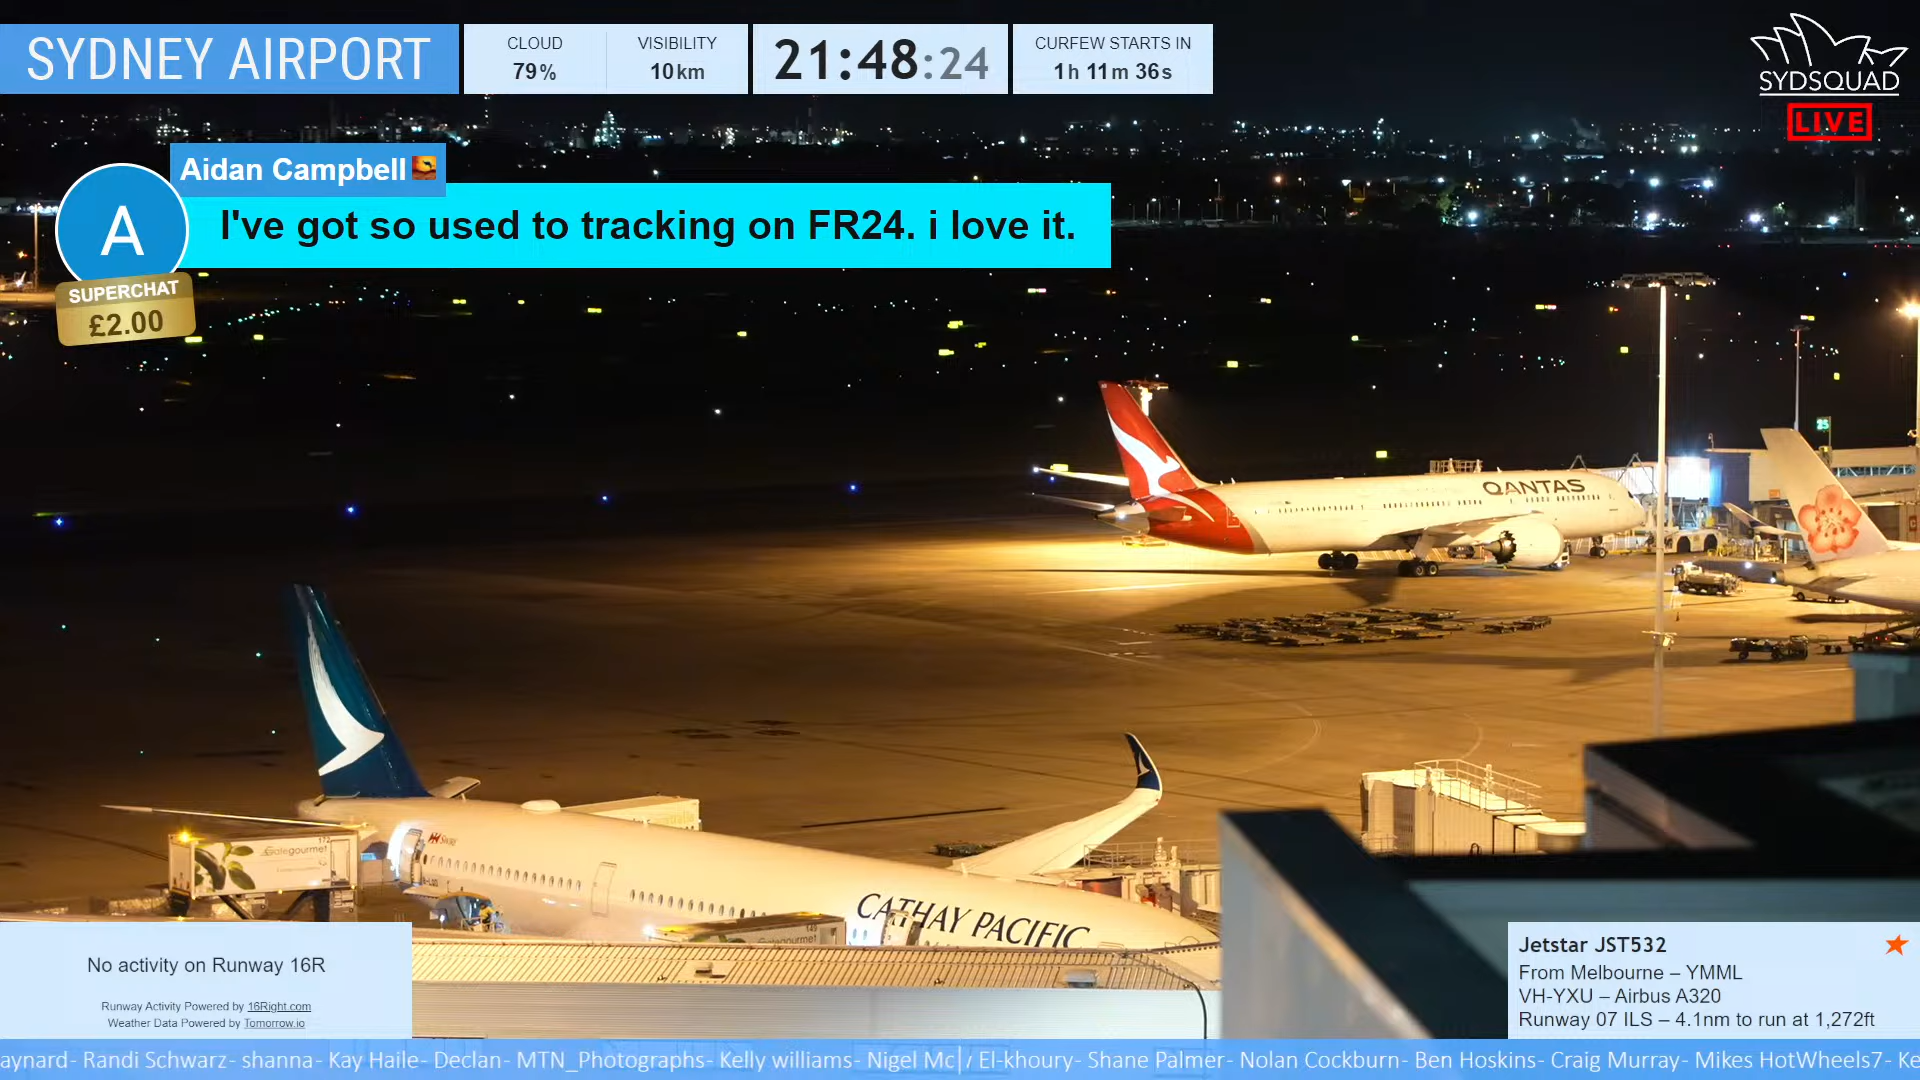 SYDNEY AIRPORT
CLOUD
79%
VISIBILITY
10km
21:48:24
CURFEW STARTS IN
1h 11m 36s
SYDSQUAD
LIVE
Aidan Campbell
A
I've got so used to tracking on FR24. i love it.
SUPERCHAT
£2.00
25
QANTAS
Gategourmet
CATHAY PACIFIC
No activity on Runway 16R
Runway Activity Powered by 16Right.com
Weather Data Powered by Tomorrow.io
Jetstar JST532
From Melbourne – YMML
VH-YXU – Airbus A320
Runway 07 ILS – 4.1nm to run at 1,272ft
aynard- Randi Schwarz- shanna- Kay Haile- Declan- MTN_Photographs- Kelly williams- Nigel Mc El-khoury- Shane Palmer- Nolan Cockburn- Ben Hoskins- Craig Murray- Mikes HotWheels7- Ke